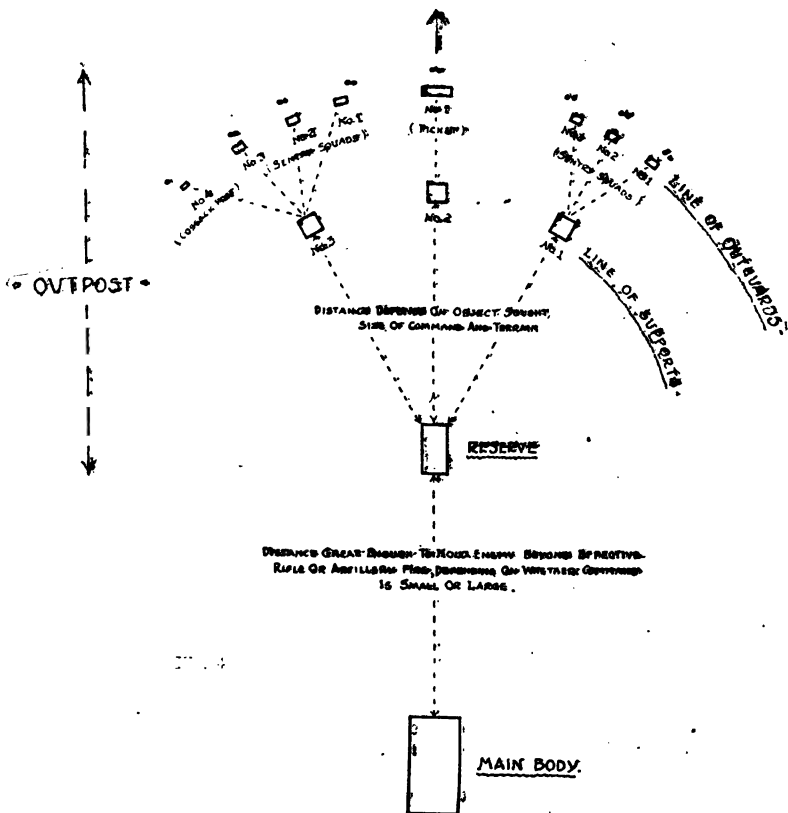 No. 1
(PICKET)
No. 1
No. 2
No. 3
(SENTRY SQUADS)
No. 4
(COSSACK POST)
No. 3
No. 2
No. 3
No. 2
No. 1
(SENTRY SQUADS)
No. 1
LINE OF OUTGUARDS
LINE OF SUPPORTS.
OUTPOST
DISTANCE DEPENDS ON OBJECT SOUGHT,
SIZE OF COMMAND AND TERRAIN
RESERVE
DISTANCE GREAT ENOUGH TO HOLD ENEMY BEYOND EFFECTIVE
RIFLE OR ARTILLERY FIRE, DEPENDING ON WHETHER COMMAND
IS SMALL OR LARGE.
MAIN BODY.